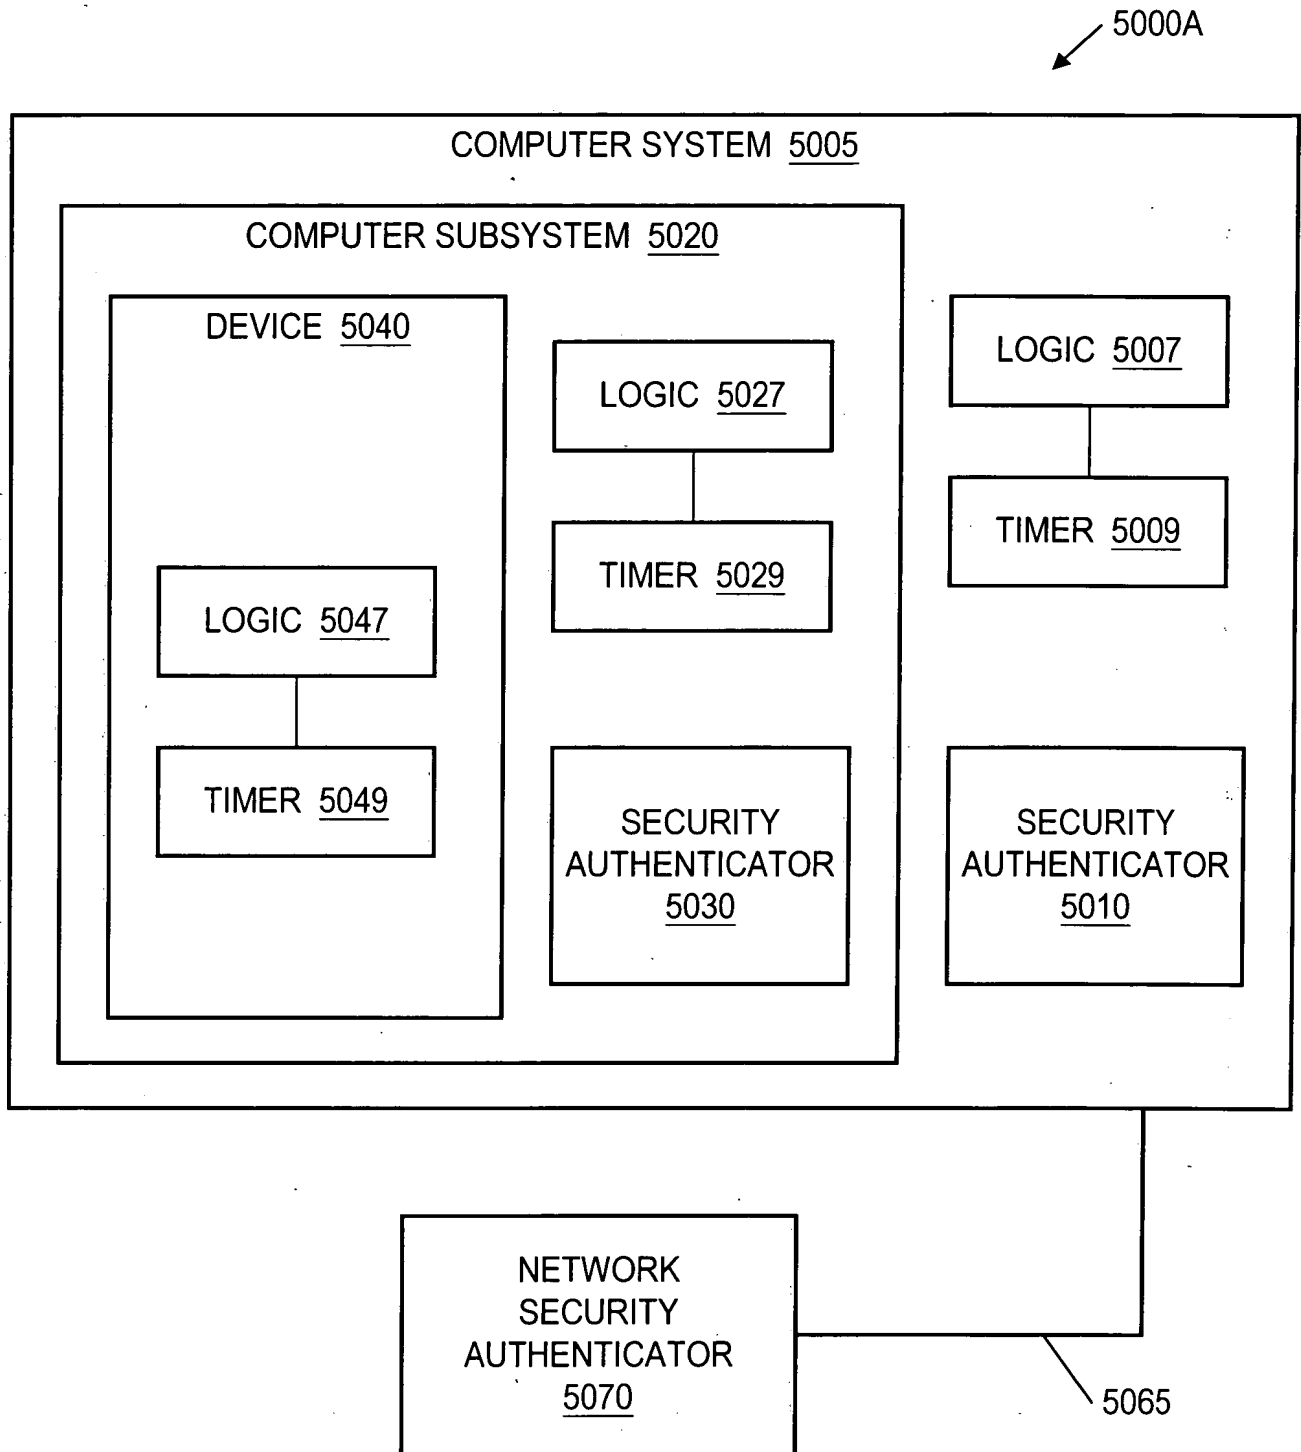 5000A
COMPUTER SYSTEM 5005
COMPUTER SUBSYSTEM 5020
DEVICE 5040
LOGIC 5047
TIMER 5049
LOGIC 5027
TIMER 5029
SECURITY
AUTHENTICATOR
5030
LOGIC 5007
TIMER 5009
SECURITY
AUTHENTICATOR
5010
NETWORK
SECURITY
AUTHENTICATOR
5070
5065